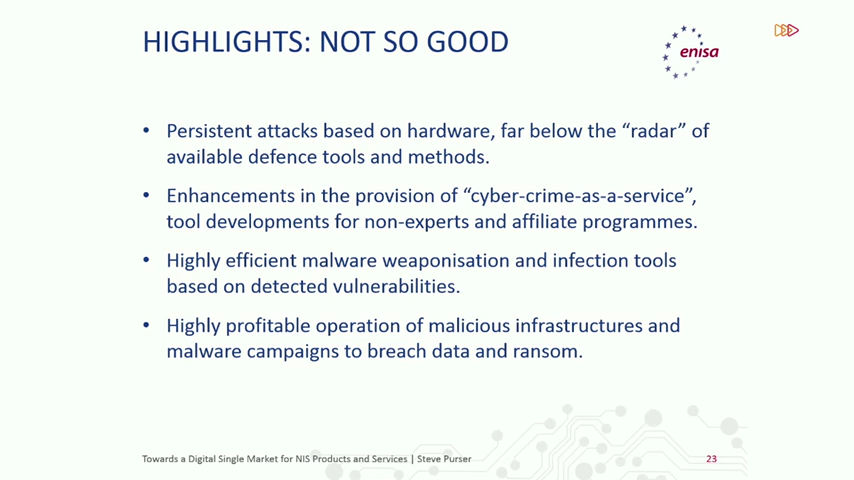 HIGHLIGHTS: NOT SO GOOD
enisa
• Persistent attacks based on hardware, far below the “radar” of
available defence tools and methods.
• Enhancements in the provision of “cyber-crime-as-a-service”,
tool developments for non-experts and affiliate programmes.
• Highly efficient malware weaponisation and infection tools
based on detected vulnerabilities.
• Highly profitable operation of malicious infrastructures and
malware campaigns to breach data and ransom.
Towards a Digital Single Market for NIS Products and Services | Steve Purser
23